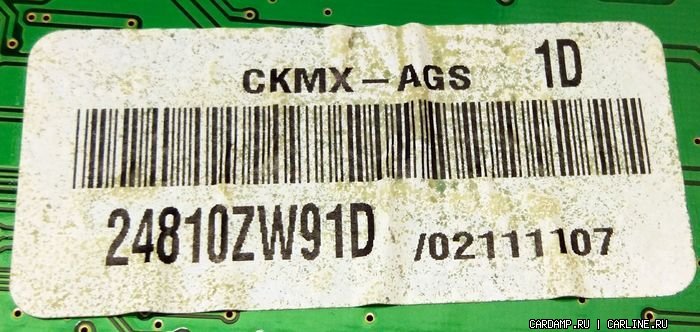 CKMX-AGS 1D
24810ZW91D /02111107
CARDAMP.RU | CARLINE.RU